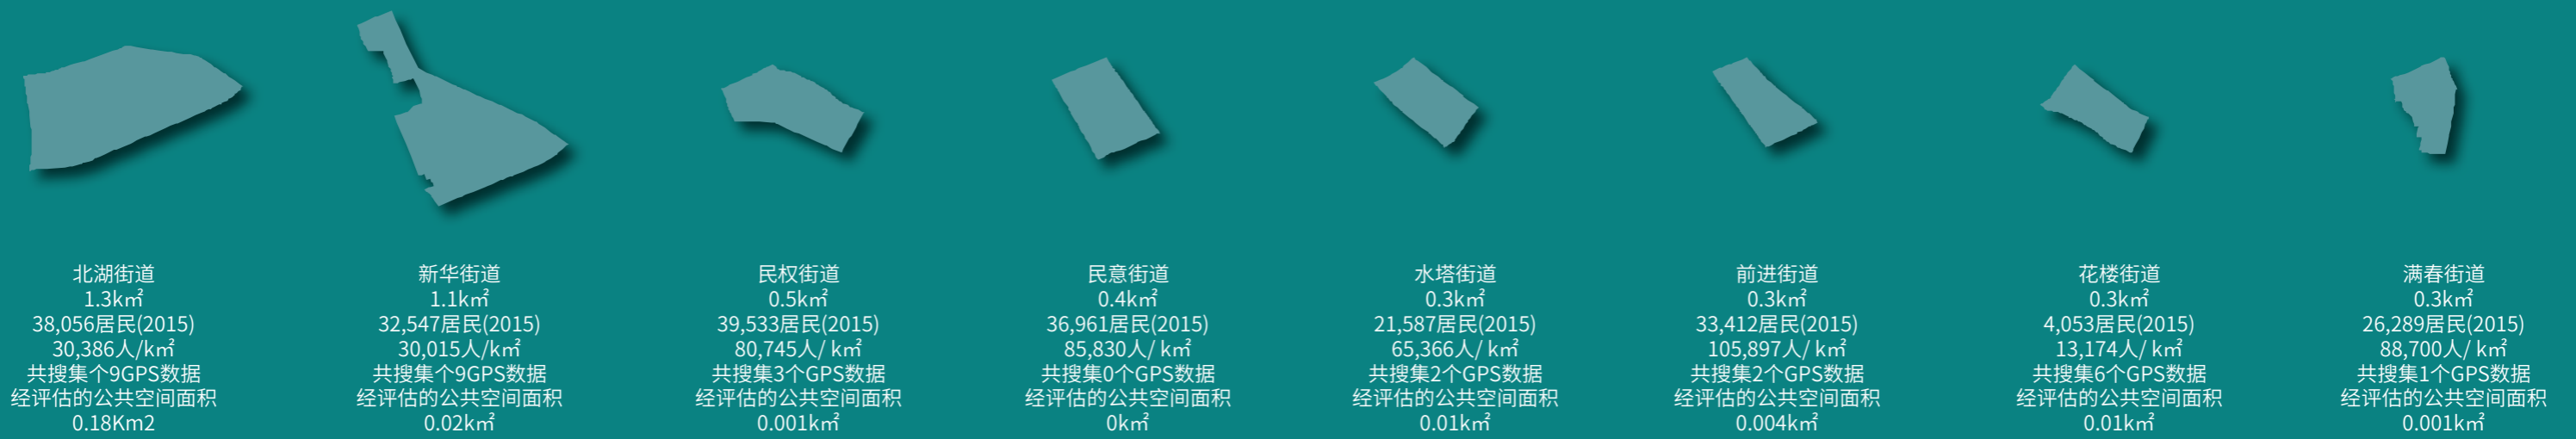 北湖街道
1.3k㎡
38,056居民(2015)
30,386人/k㎡
共搜集个9GPS数据
经评估的公共空间面积
0.18Km2
新华街道
1.1k㎡
32,547居民(2015)
30,015人/k㎡
共搜集个9GPS数据
经评估的公共空间面积
0.02k㎡
民权街道
0.5k㎡
39,533居民(2015)
80,745人/ k㎡
共搜集3个GPS数据
经评估的公共空间面积
0.001k㎡
民意街道
0.4k㎡
36,961居民(2015)
85,830人/ k㎡
共搜集0个GPS数据
经评估的公共空间面积
0k㎡
水塔街道
0.3k㎡
21,587居民(2015)
65,366人/ k㎡
共搜集2个GPS数据
经评估的公共空间面积
0.01k㎡
前进街道
0.3k㎡
33,412居民(2015)
105,897人/ k㎡
共搜集2个GPS数据
经评估的公共空间面积
0.004k㎡
花楼街道
0.3k㎡
4,053居民(2015)
13,174人/ k㎡
共搜集6个GPS数据
经评估的公共空间面积
0.01k㎡
满春街道
0.3k㎡
26,289居民(2015)
88,700人/ k㎡
共搜集1个GPS数据
经评估的公共空间面积
0.001k㎡